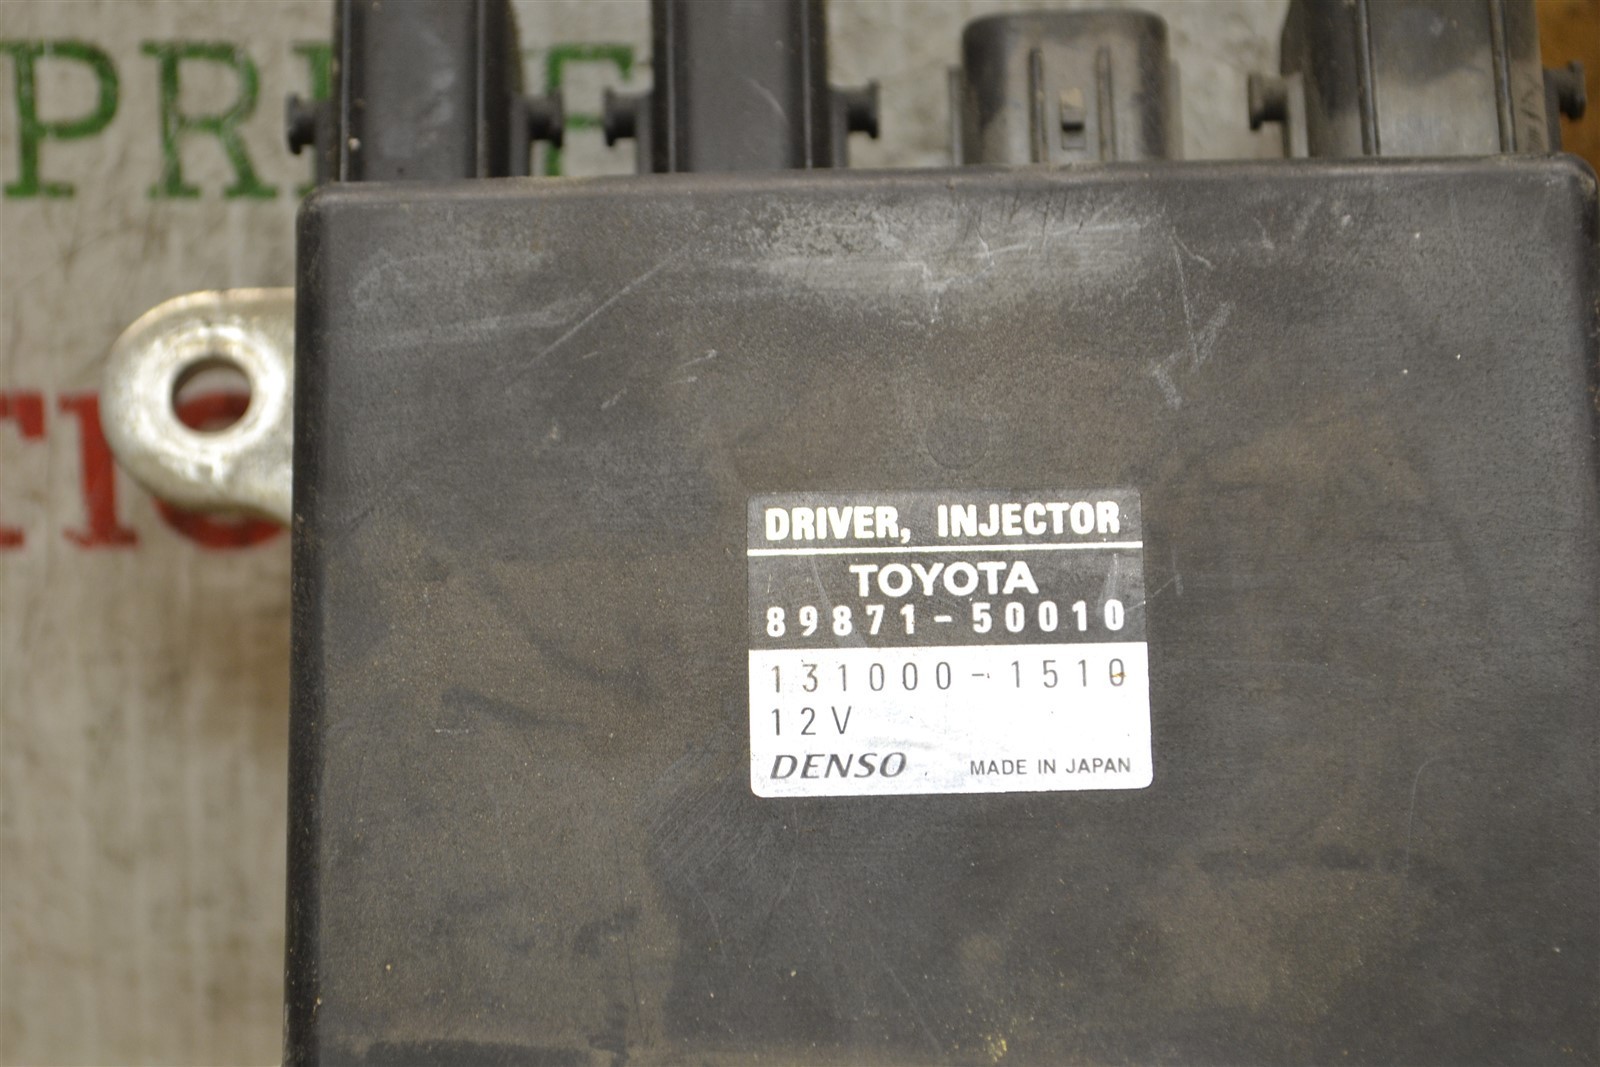 DRIVER, INJECTOR
TOYOTA
89871-50010
131000-1510
12V
DENSO MADE IN JAPAN